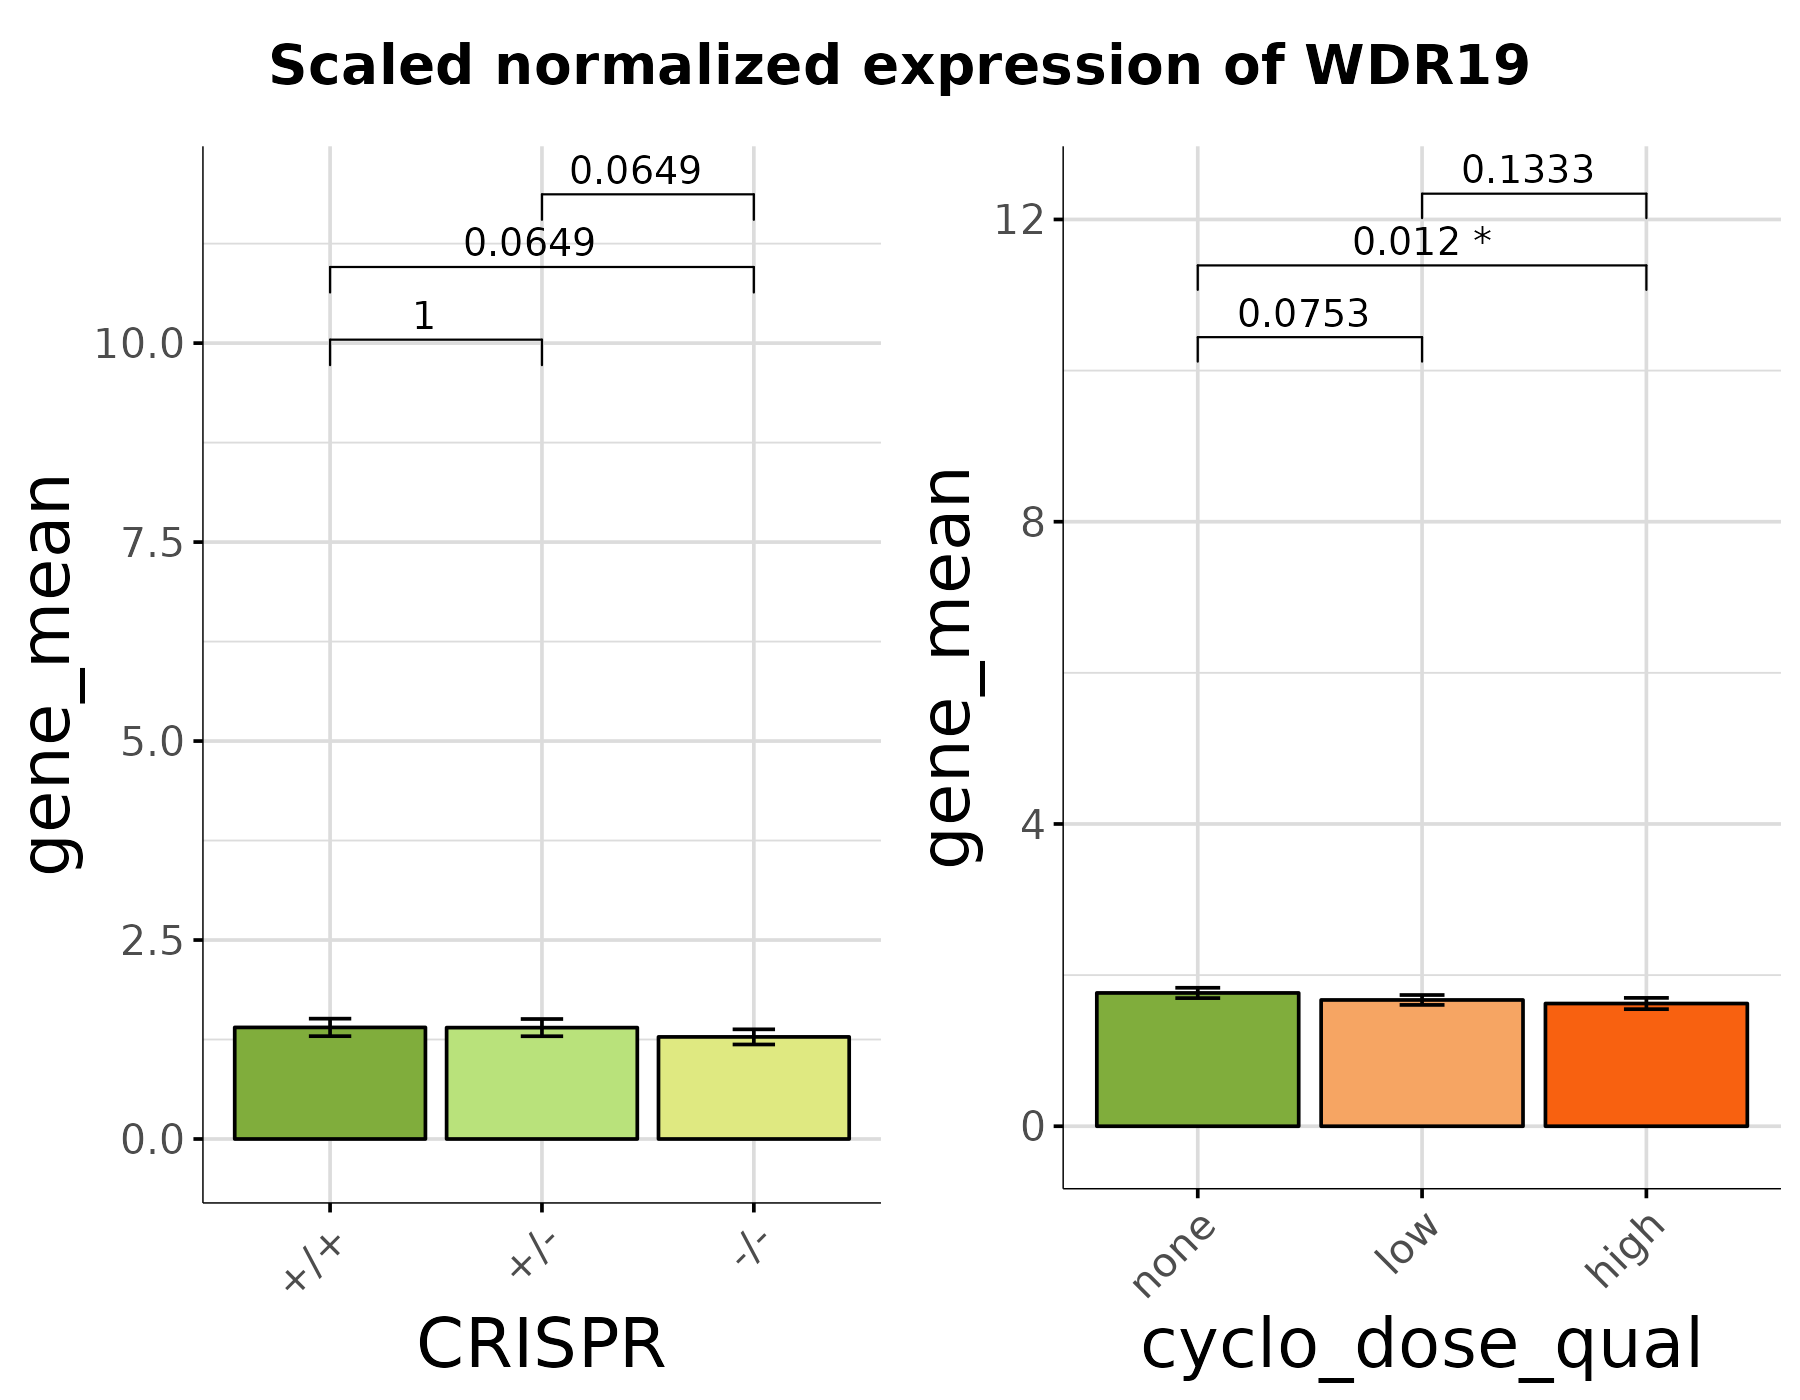 Scaled normalized expression of WDR19
gene_mean
10.0
7.5
5.0
2.5
0.0
0.0649
0.0649
1
+/+
+/-
-/-
CRISPR
gene_mean
12
8
4
0
0.1333
0.012 *
0.0753
none
low
high
cyclo_dose_qual